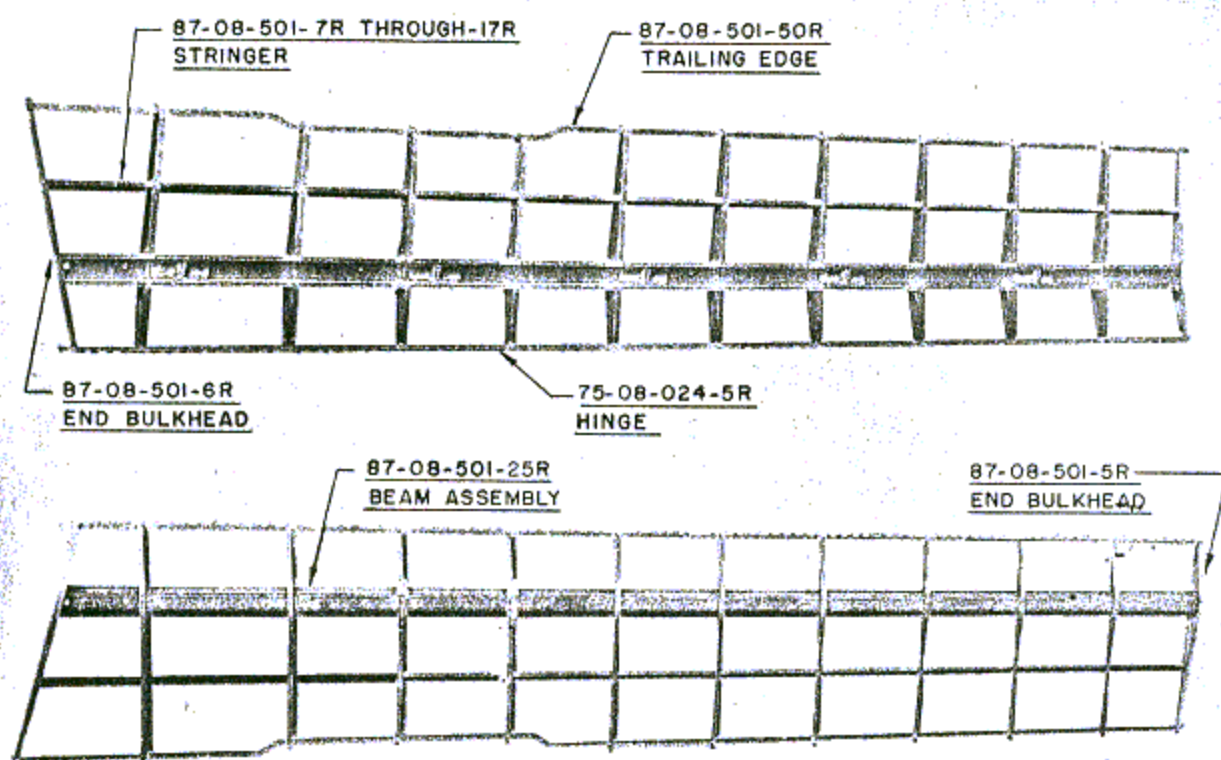 87-08-501-7R THROUGH-17R
STRINGER
87-08-501-50R
TRAILING EDGE
87-08-501-6R
END BULKHEAD
75-08-024-5R
HINGE
87-08-501-25R
BEAM ASSEMBLY
87-08-501-5R
END BULKHEAD